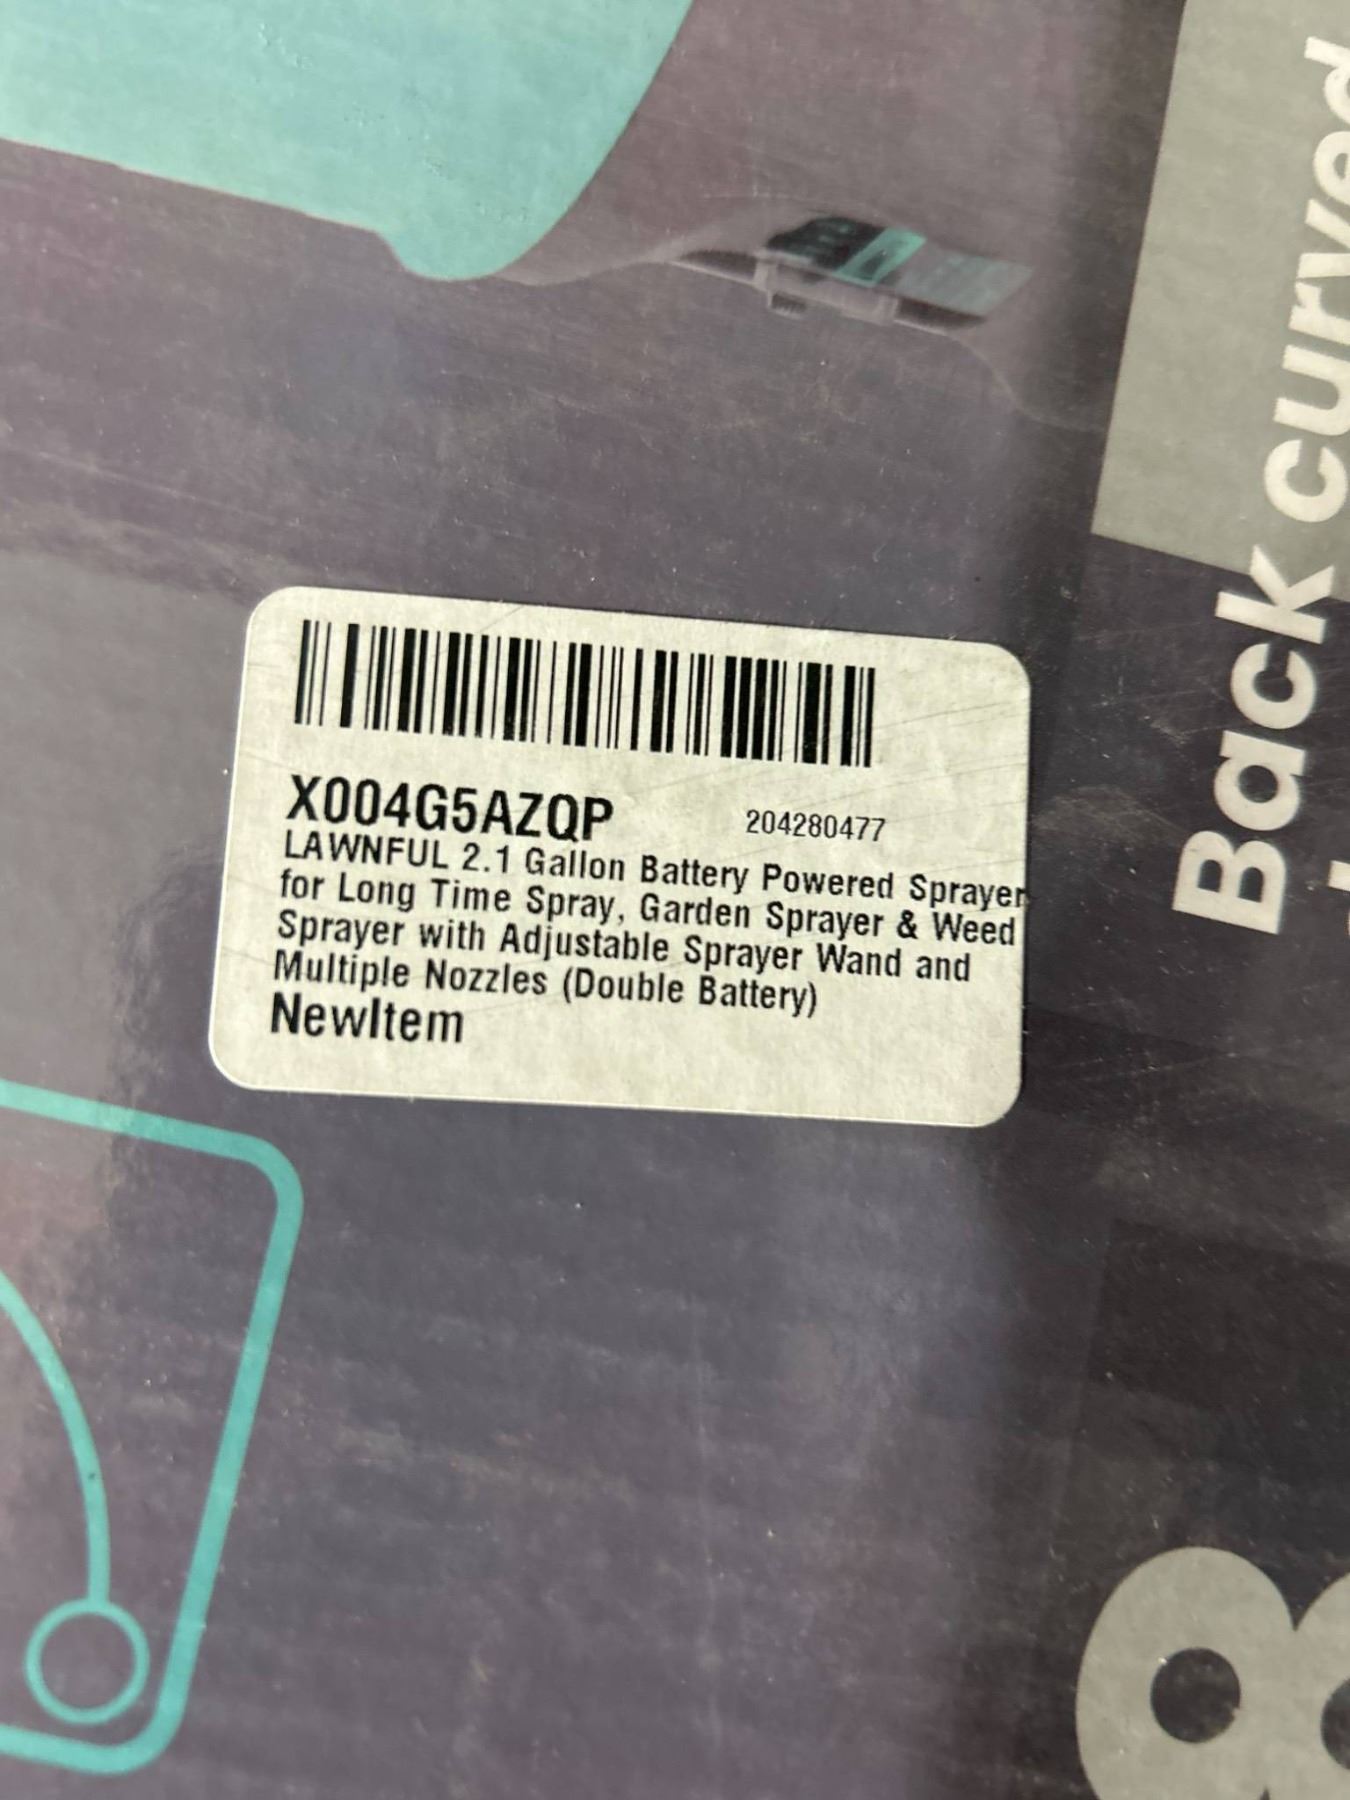 X004G5AZQP
204280477
LAWNFUL 2.1 Gallon Battery Powered Sprayer
for Long Time Spray, Garden Sprayer & Weed
Sprayer with Adjustable Sprayer Wand and
Multiple Nozzles (Double Battery)
NewItem
Back curved
8